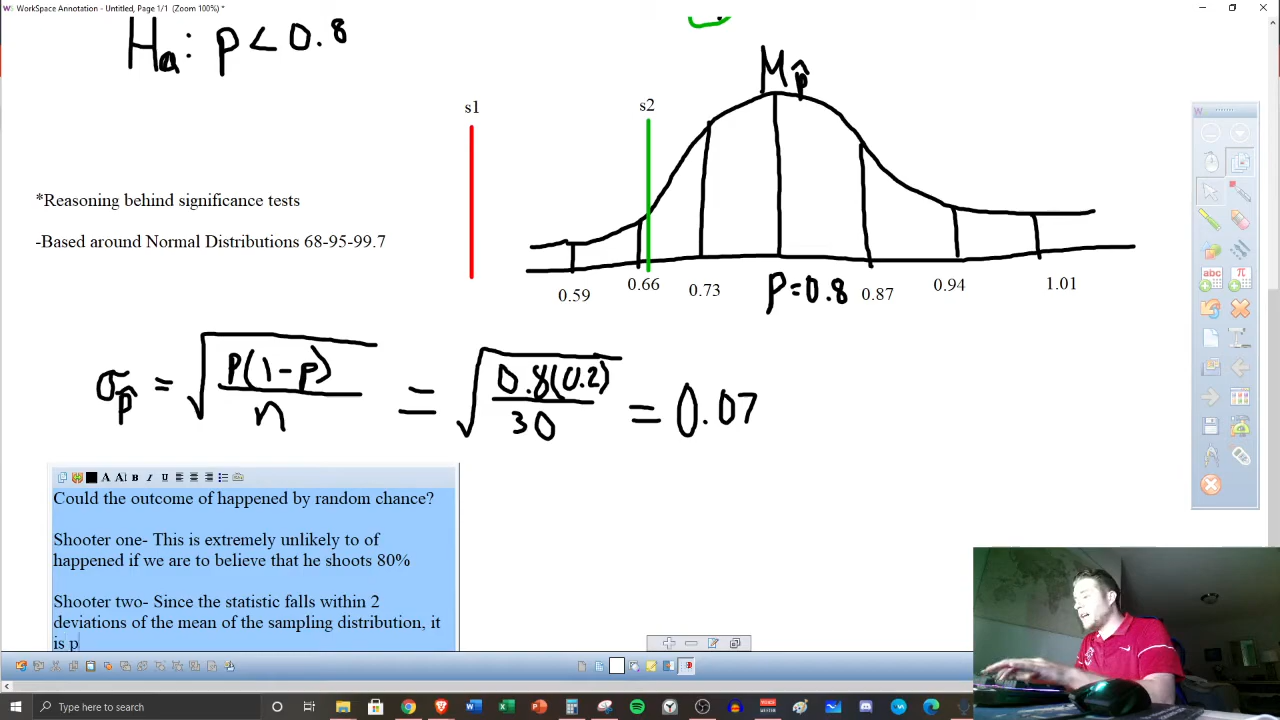 WorkSpace Annotation - Untitled, Page 1/1 (Zoom 100%) *
Ha: p < 0.8
Mp̂
s1
s2
*Reasoning behind significance tests
-Based around Normal Distributions 68-95-99.7
0.59
0.66
0.73
P=0.8
0.87
0.94
1.01
σp̂ = √(p(1-p)/n) = √(0.8(0.2)/30) = 0.07
Could the outcome of happened by random chance?
Shooter one- This is extremely unlikely to of
happened if we are to believe that he shoots 80%
Shooter two- Since the statistic falls within 2
deviations of the mean of the sampling distribution, it
is p
abc
π
Type here to search